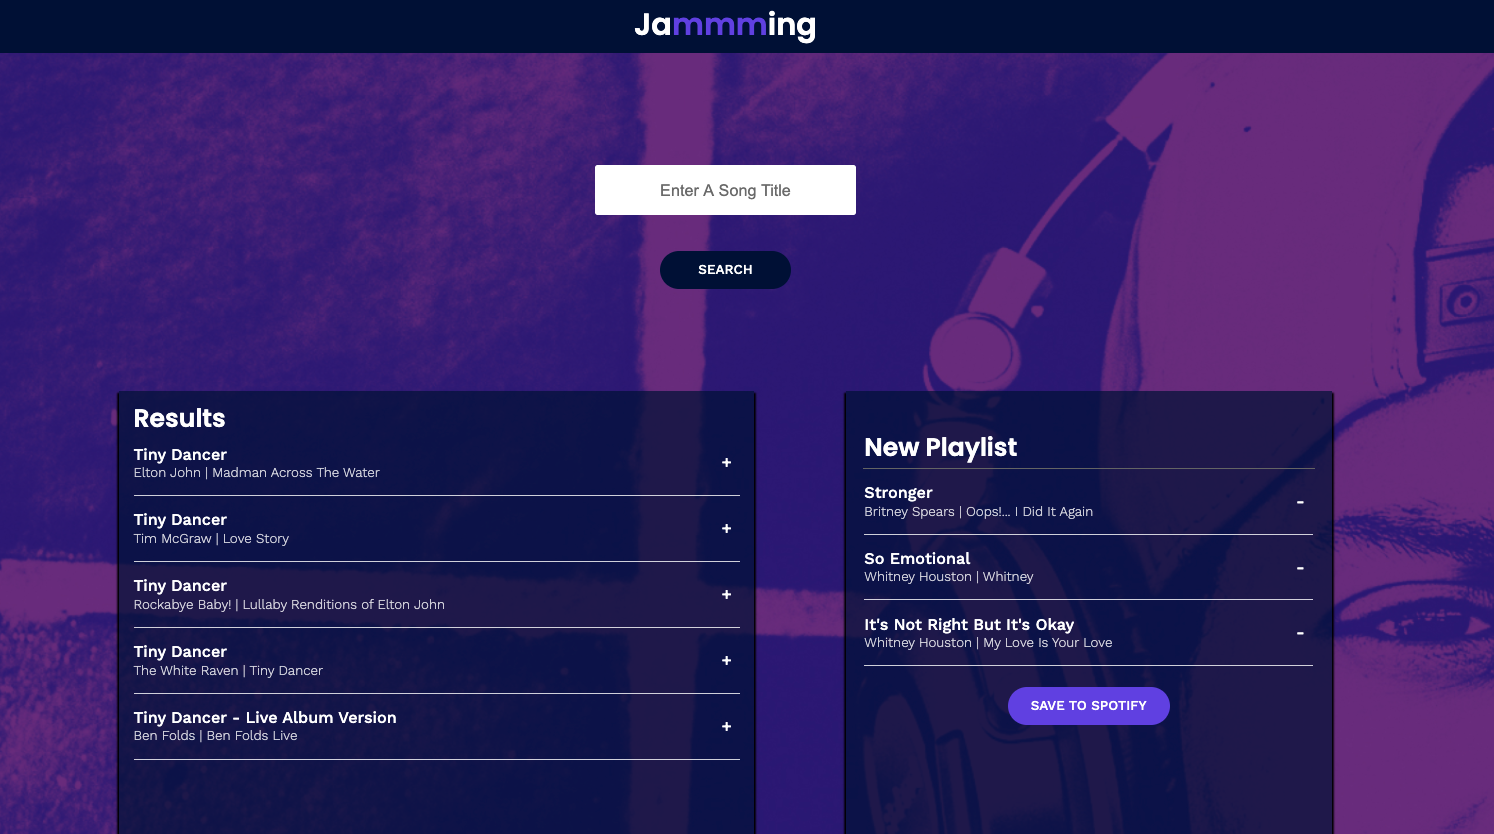 Jammming
Enter A Song Title
SEARCH
Results
Tiny Dancer
Elton John | Madman Across The Water
+
Tiny Dancer
Tim McGraw | Love Story
+
Tiny Dancer
Rockabye Baby! | Lullaby Renditions of Elton John
+
Tiny Dancer
The White Raven | Tiny Dancer
+
Tiny Dancer - Live Album Version
Ben Folds | Ben Folds Live
+
New Playlist
Stronger
Britney Spears | Oops!... I Did It Again
-
So Emotional
Whitney Houston | Whitney
-
It's Not Right But It's Okay
Whitney Houston | My Love Is Your Love
-
SAVE TO SPOTIFY